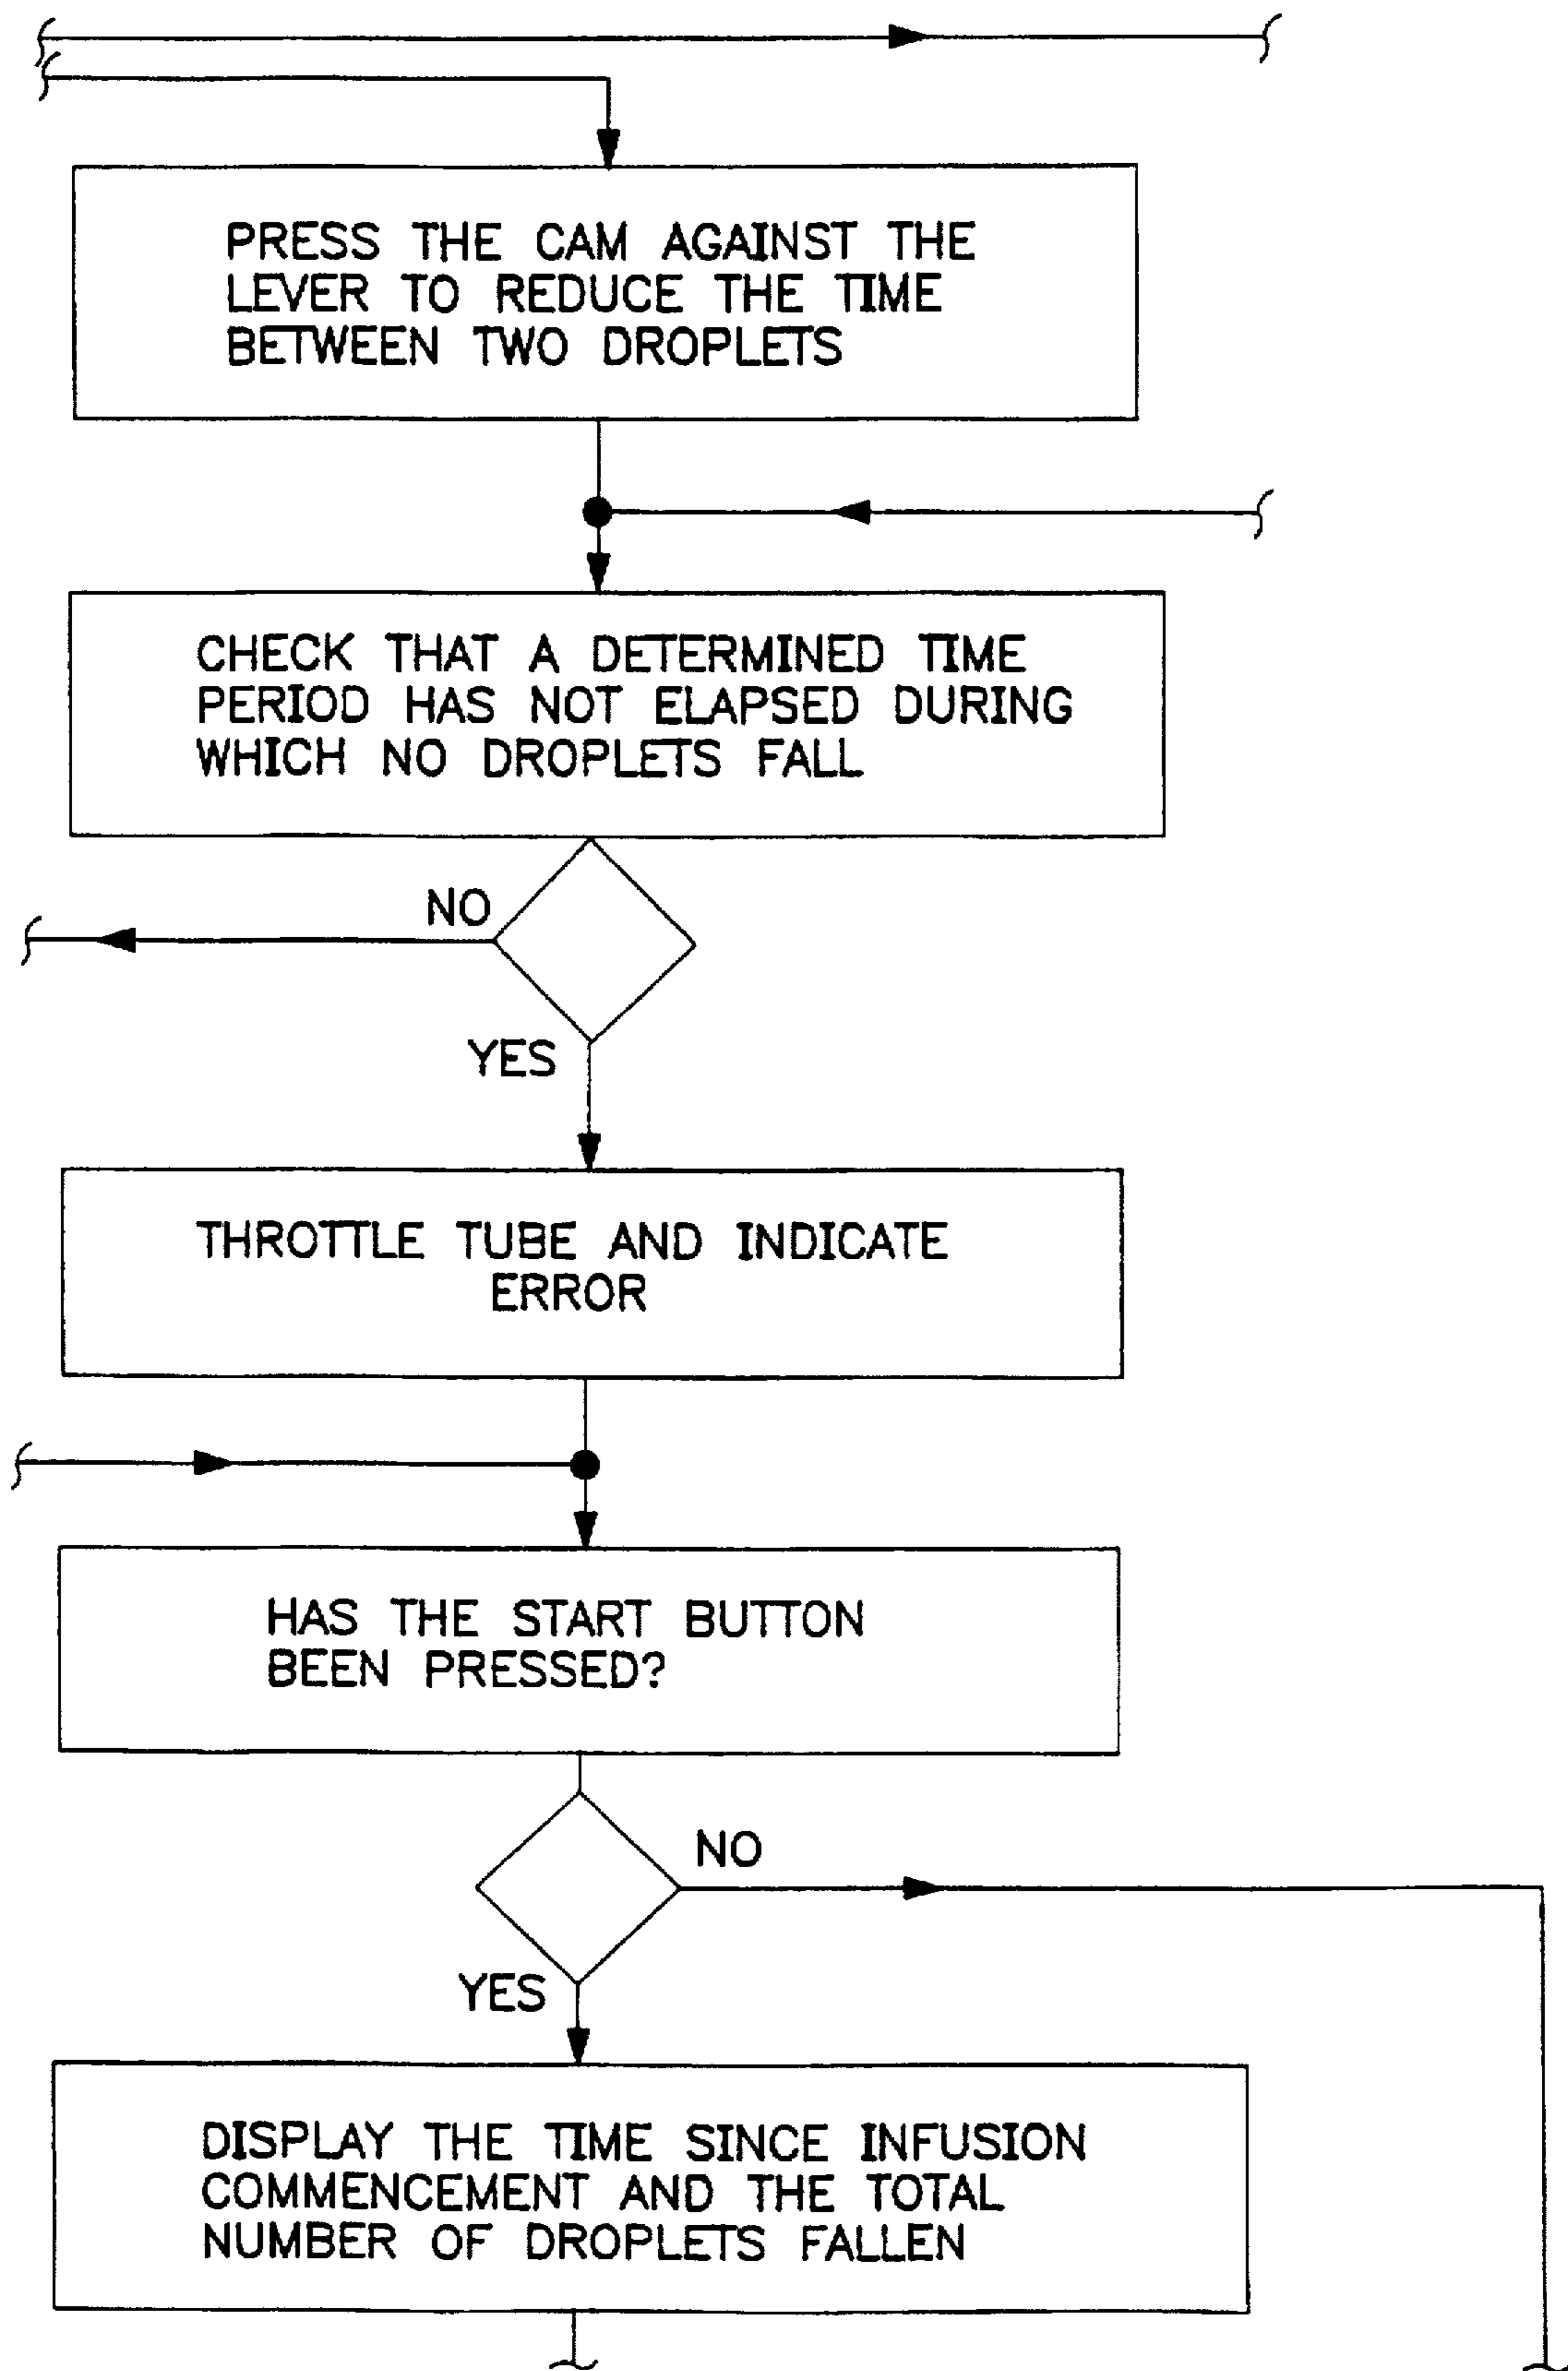 PRESS THE CAM AGAINST THE
LEVER TO REDUCE THE TIME
BETWEEN TWO DROPLETS
CHECK THAT A DETERMINED TIME
PERIOD HAS NOT ELAPSED DURING
WHICH NO DROPLETS FALL
NO
YES
THROTTLE TUBE AND INDICATE
ERROR
HAS THE START BUTTON
BEEN PRESSED?
NO
YES
DISPLAY THE TIME SINCE INFUSION
COMMENCEMENT AND THE TOTAL
NUMBER OF DROPLETS FALLEN